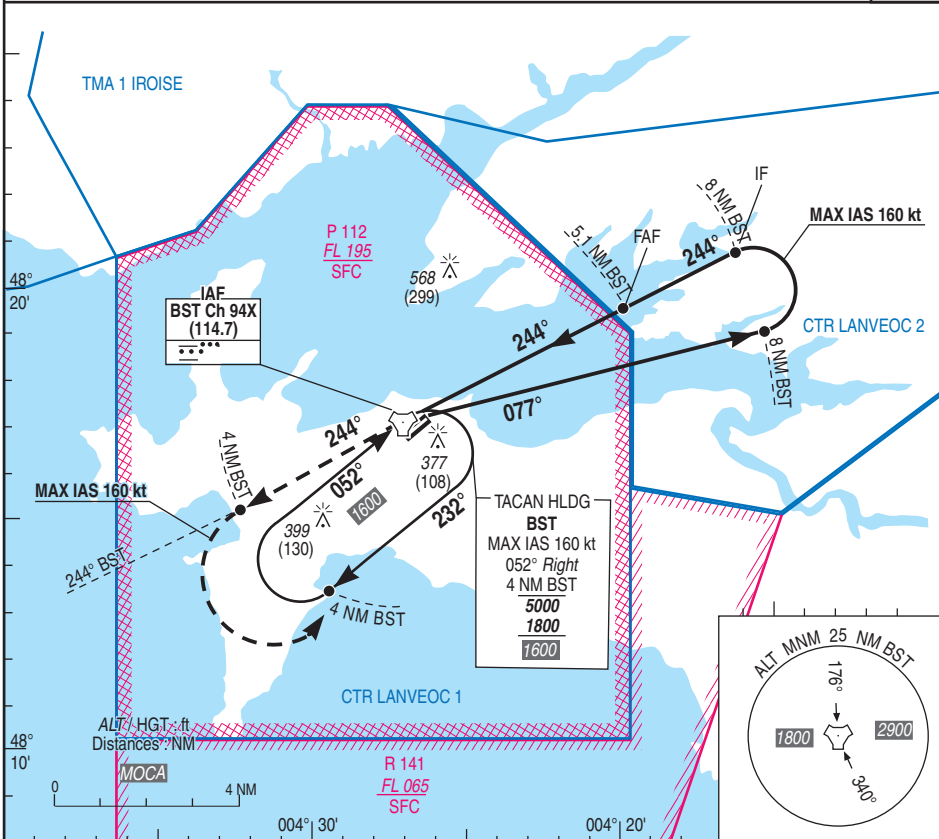 TMA 1 IROISE
P 112
FL 195
SFC
568
(299)
IF
8 NM BST
MAX IAS 160 kt
244°
FAF
5.1 NM BST
48°
20'
IAF
BST Ch 94X
(114.7)
244°
CTR LANVEOC 2
8 NM BST
077°
244°
4 NM BST
052°
377
(108)
MAX IAS 160 kt
1600
232°
399
(130)
244° BST
4 NM BST
TACAN HLDG
BST
MAX IAS 160 kt
052° Right
4 NM BST
5000
1800
1600
CTR LANVEOC 1
ALT / HGT : ft
Distances : NM
48°
10'
MOCA
0
4 NM
R 141
FL 065
SFC
004° 30'
004° 20'
ALT MNM 25 NM BST
176°
1800
2900
340°